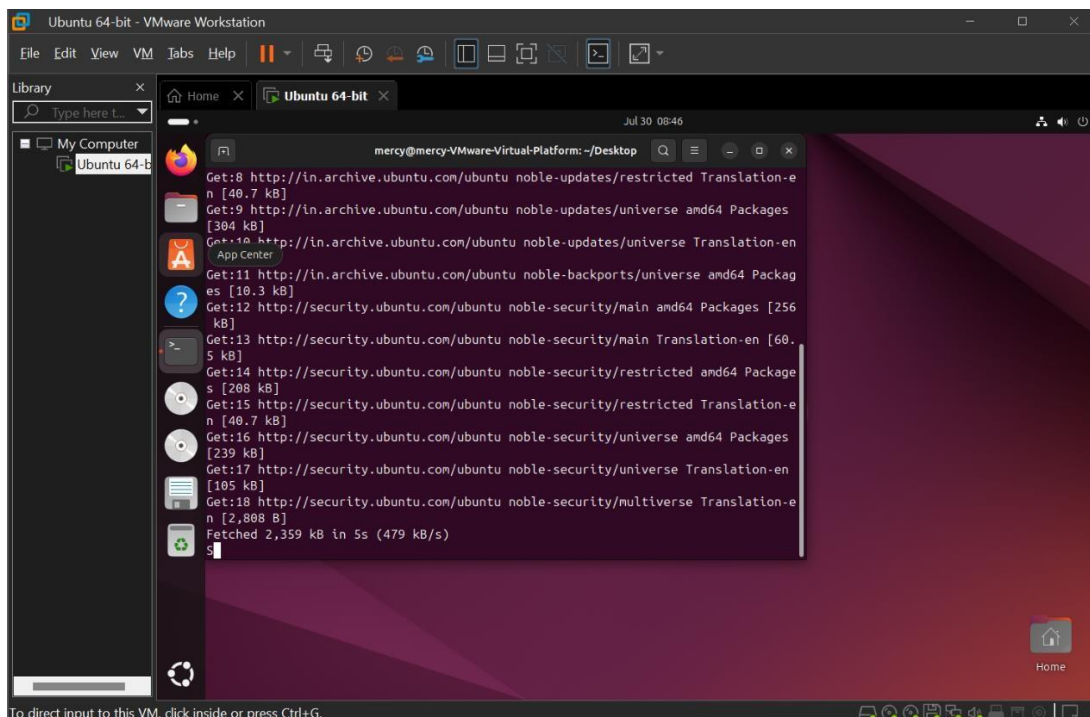 Ubuntu 64-bit - VMware Workstation
File Edit View VM Tabs Help
Library
Type here t...
My Computer
Ubuntu 64-b
Home
Ubuntu 64-bit
Jul 30 08:46
mercy@mercy-VMware-Virtual-Platform: ~/Desktop
Get:8 http://in.archive.ubuntu.com/ubuntu noble-updates/restricted Translation-e
n [40.7 kB]
Get:9 http://in.archive.ubuntu.com/ubuntu noble-updates/universe amd64 Packages
[304 kB]
Get:10 http://in.archive.ubuntu.com/ubuntu noble-updates/universe Translation-en
App Center
Get:11 http://in.archive.ubuntu.com/ubuntu noble-backports/universe amd64 Packag
es [10.3 kB]
Get:12 http://security.ubuntu.com/ubuntu noble-security/main amd64 Packages [256
kB]
Get:13 http://security.ubuntu.com/ubuntu noble-security/main Translation-en [60.
5 kB]
Get:14 http://security.ubuntu.com/ubuntu noble-security/restricted amd64 Package
s [208 kB]
Get:15 http://security.ubuntu.com/ubuntu noble-security/restricted Translation-e
n [40.7 kB]
Get:16 http://security.ubuntu.com/ubuntu noble-security/universe amd64 Packages
[239 kB]
Get:17 http://security.ubuntu.com/ubuntu noble-security/universe Translation-en
[105 kB]
Get:18 http://security.ubuntu.com/ubuntu noble-security/multiverse Translation-e
n [2,808 B]
Fetched 2,359 kB in 5s (479 kB/s)
S
Home
To direct input to this VM, click inside or press Ctrl+G.